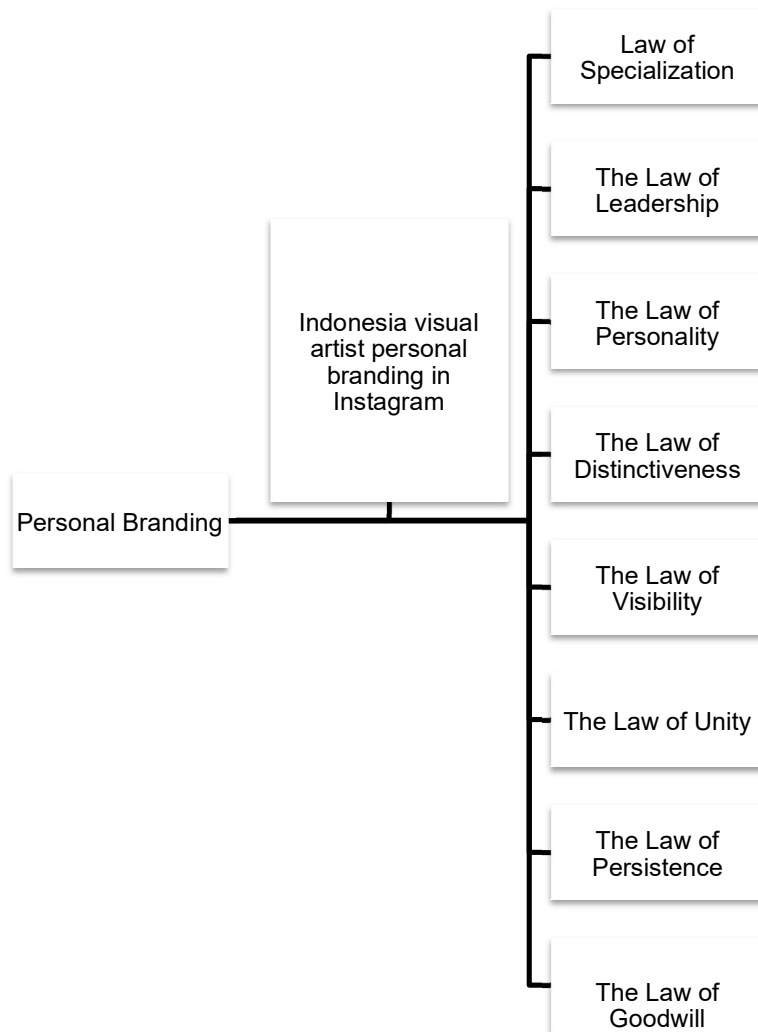 Personal Branding
Indonesia visual
artist personal
branding in
Instagram
Law of
Specialization
The Law of
Leadership
The Law of
Personality
The Law of
Distinctiveness
The Law of
Visibility
The Law of Unity
The Law of
Persistence
The Law of
Goodwill